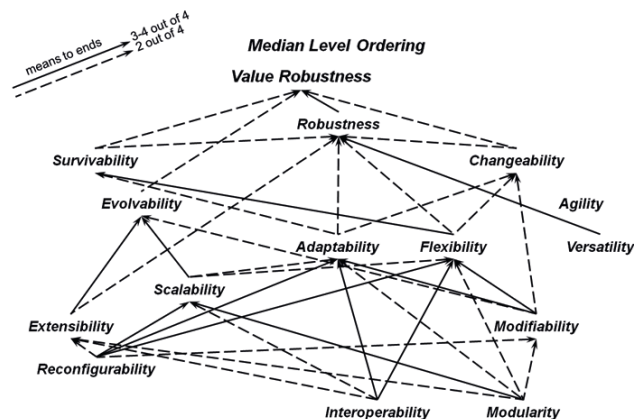 means to ends
3-4 out of 4
2 out of 4
Median Level Ordering
Value Robustness
Robustness
Survivability
Changeability
Evolvability
Agility
Adaptability
Flexibility
Versatility
Scalability
Extensibility
Modifiability
Reconfigurability
Interoperability
Modularity